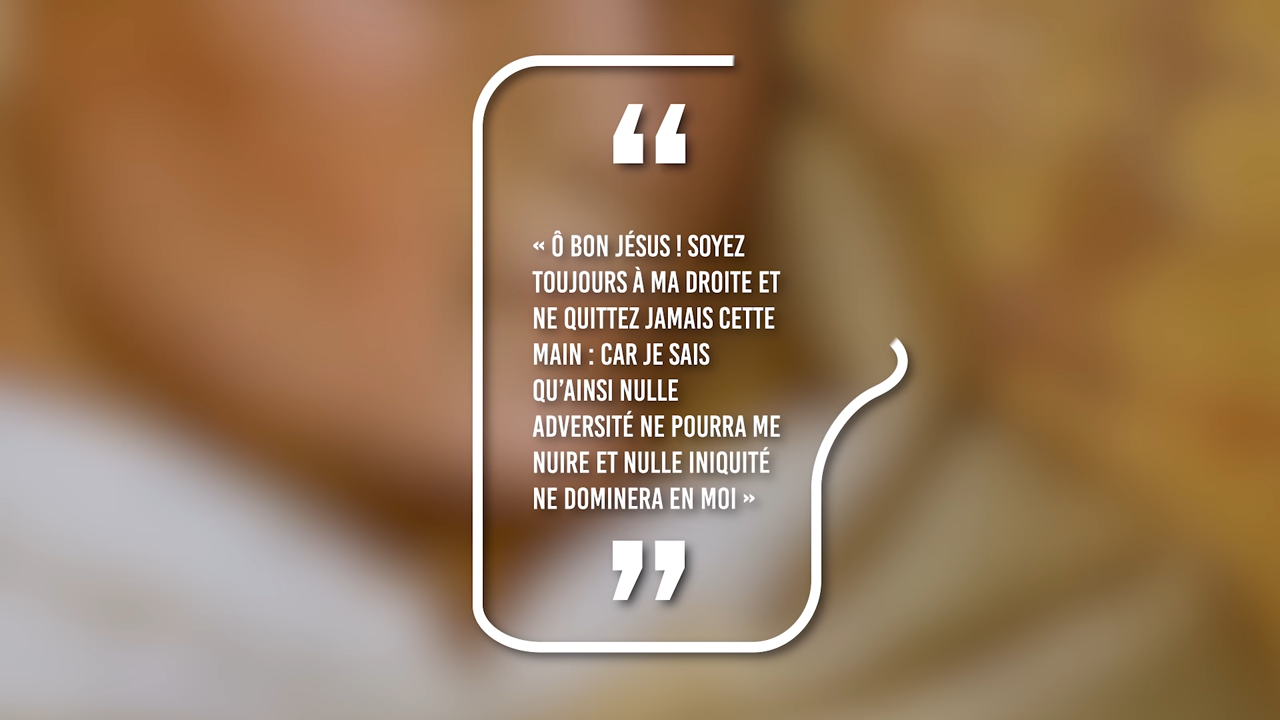 “
« Ô BON JÉSUS ! SOYEZ
TOUJOURS À MA DROITE ET
NE QUITTEZ JAMAIS CETTE
MAIN : CAR JE SAIS
QU’AINSI NULLE
ADVERSITÉ NE POURRA ME
NUIRE ET NULLE INIQUITÉ
NE DOMINERA EN MOI »
”